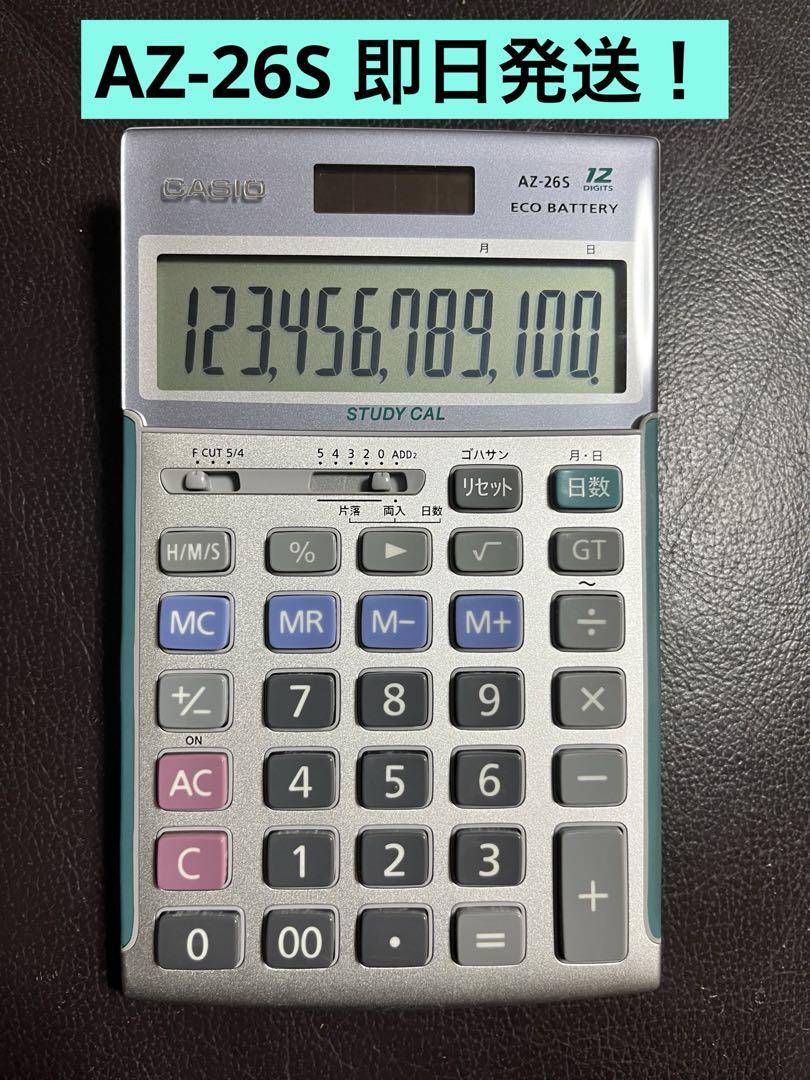 AZ-26S 即日発送！
CASIO
AZ-26S 12 DIGITS
ECO BATTERY
月 日
123,456,789,100.
STUDY CAL
F CUT 5/4 5 4 3 2 0 ADD2 ゴハサン 月・日
リセット 日数
片落 両入 日数
H/M/S % ▶ √ GT
～
MC MR M− M+ ÷
+/− 7 8 9 ×
ON
AC 4 5 6 −
C 1 2 3 +
0 00 ・ =